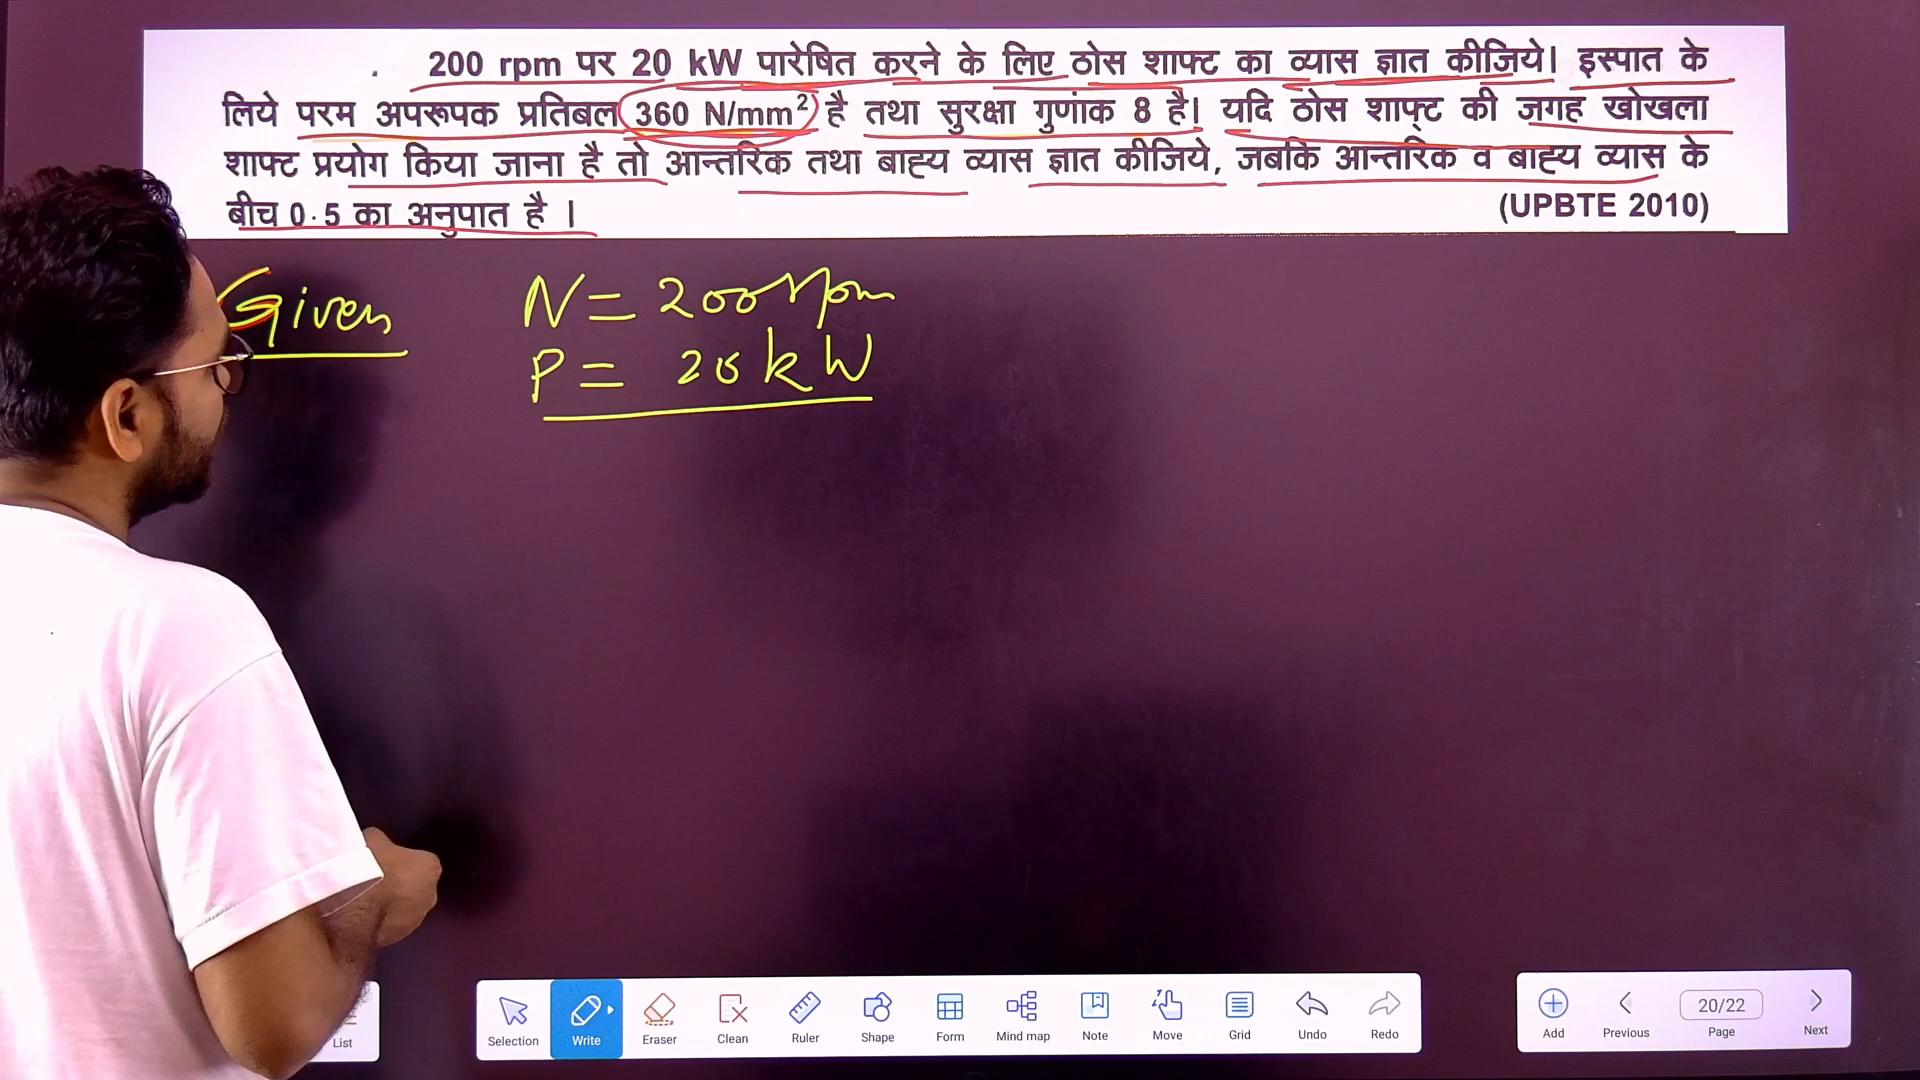 200 rpm पर 20 kW पारेषित करने के लिए ठोस शाफ्ट का व्यास ज्ञात कीजिये। इस्पात के
लिये परम अपरूपक प्रतिबल 360 N/mm² है तथा सुरक्षा गुणांक 8 है। यदि ठोस शाफ्ट की जगह खोखला
शाफ्ट प्रयोग किया जाना है तो आन्तरिक तथा बाह्य व्यास ज्ञात कीजिये, जबकि आन्तरिक व बाह्य व्यास के
बीच 0·5 का अनुपात है ।
(UPBTE 2010)
Given N = 200 rpm
P = 20 kW
List
Selection Write Eraser Clean Ruler Shape Form Mind map Note Move Grid Undo Redo
Add Previous 20/22 Page Next